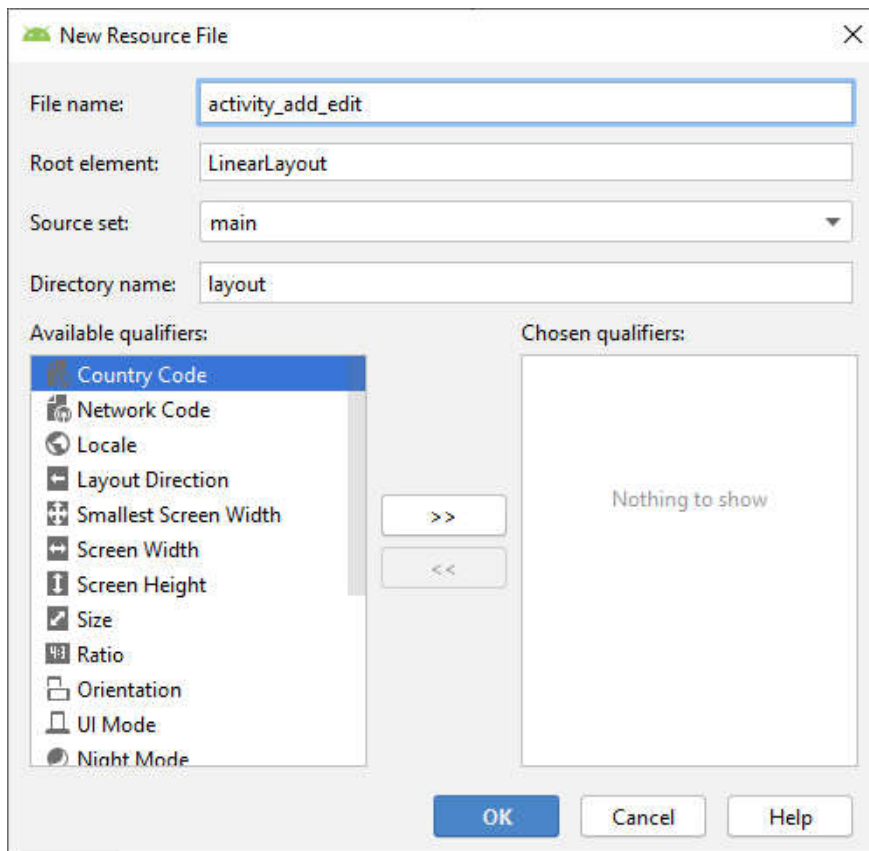 New Resource File
File name: activity_add_edit
Root element: LinearLayout
Source set: main
Directory name: layout
Available qualifiers:
Country Code
Network Code
Locale
Layout Direction
Smallest Screen Width
Screen Width
Screen Height
Size
4:3 Ratio
Orientation
UI Mode
Night Mode
>>
<<
Chosen qualifiers:
Nothing to show
OK Cancel Help